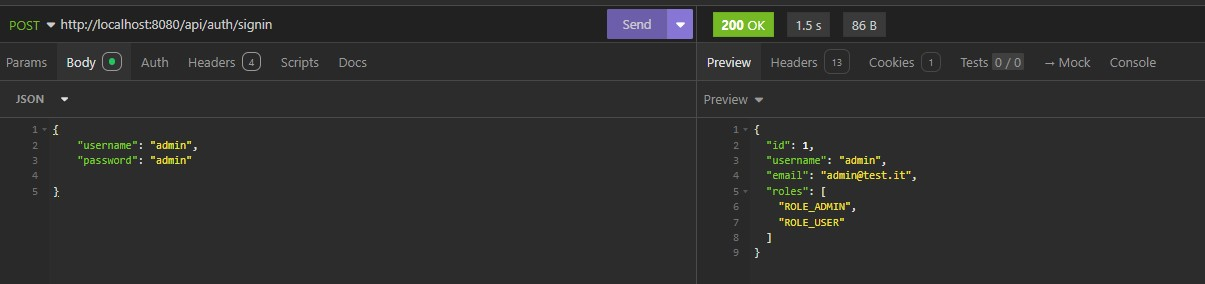 POST http://localhost:8080/api/auth/signin Send 200 OK 1.5 s 86 B
Params Body Auth Headers 4 Scripts Docs
Preview Headers 13 Cookies 1 Tests 0 / 0 → Mock Console
JSON
Preview
1 {
2 "username": "admin",
3 "password": "admin"
4
5 }
1 {
2 "id": 1,
3 "username": "admin",
4 "email": "admin@test.it",
5 "roles": [
6 "ROLE_ADMIN",
7 "ROLE_USER"
8 ]
9 }